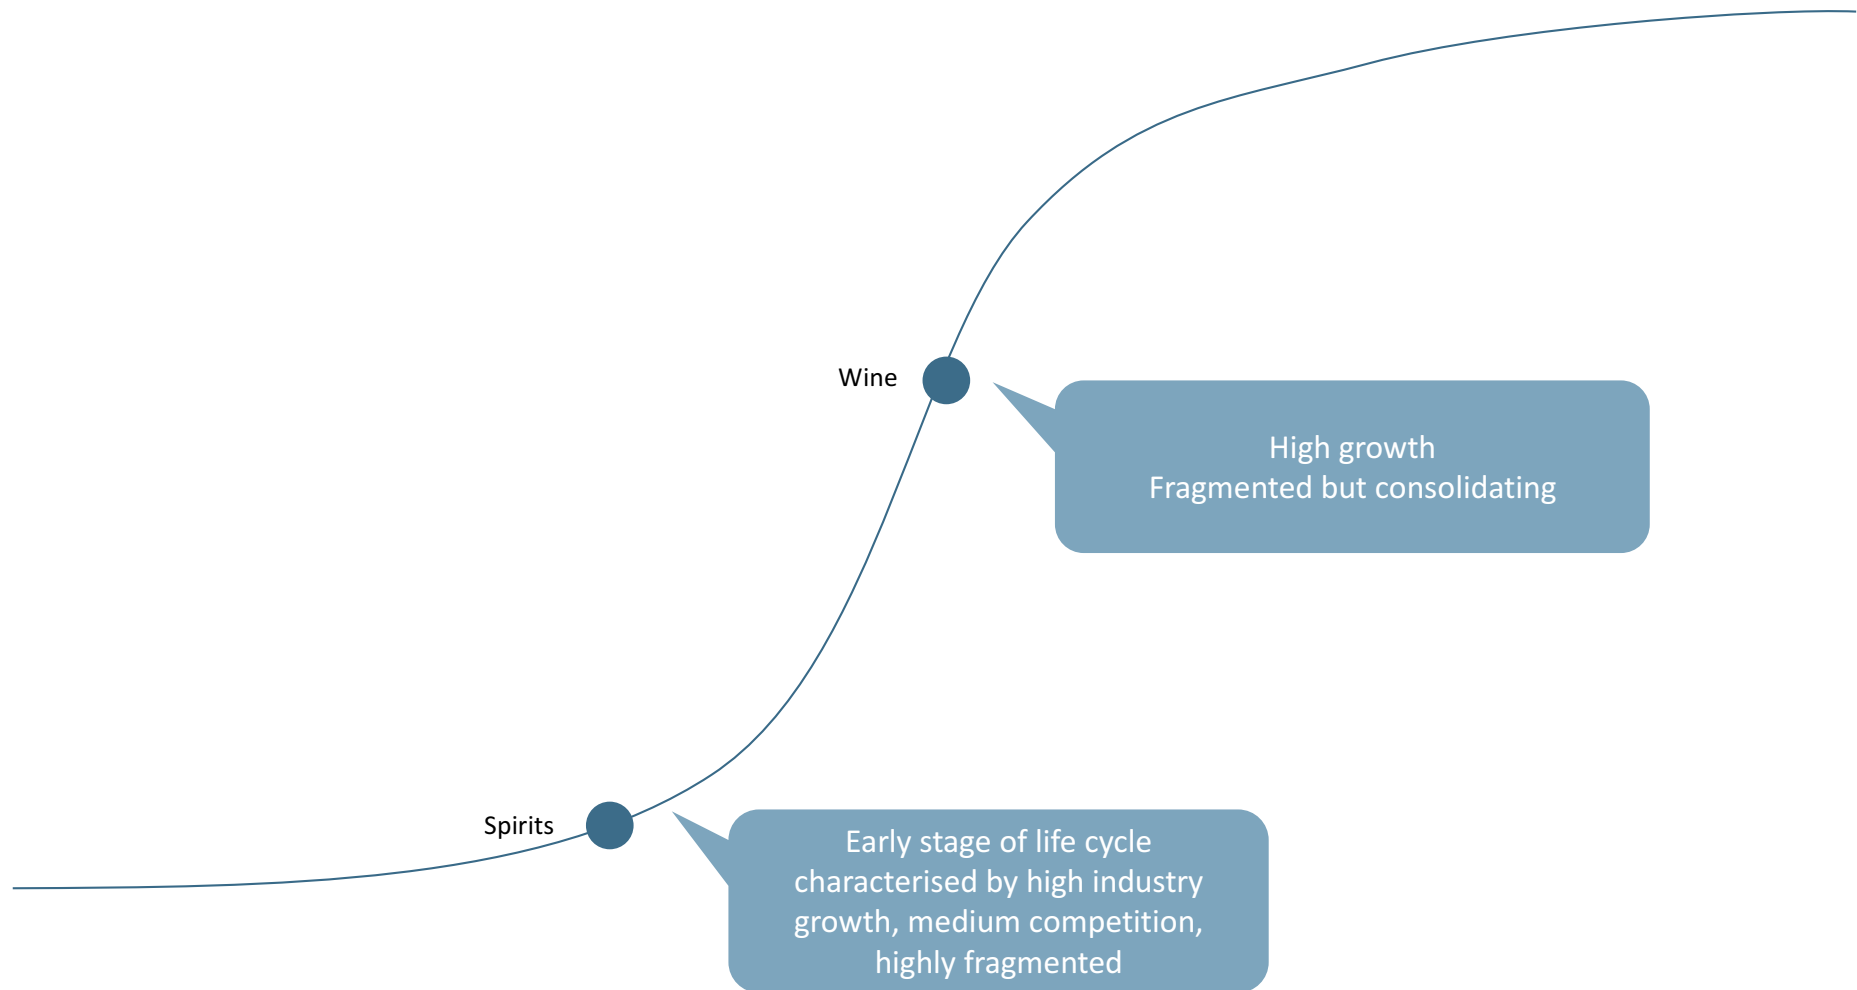 Wine
High growth
Fragmented but consolidating
Spirits
Early stage of life cycle
characterised by high industry
growth, medium competition,
highly fragmented